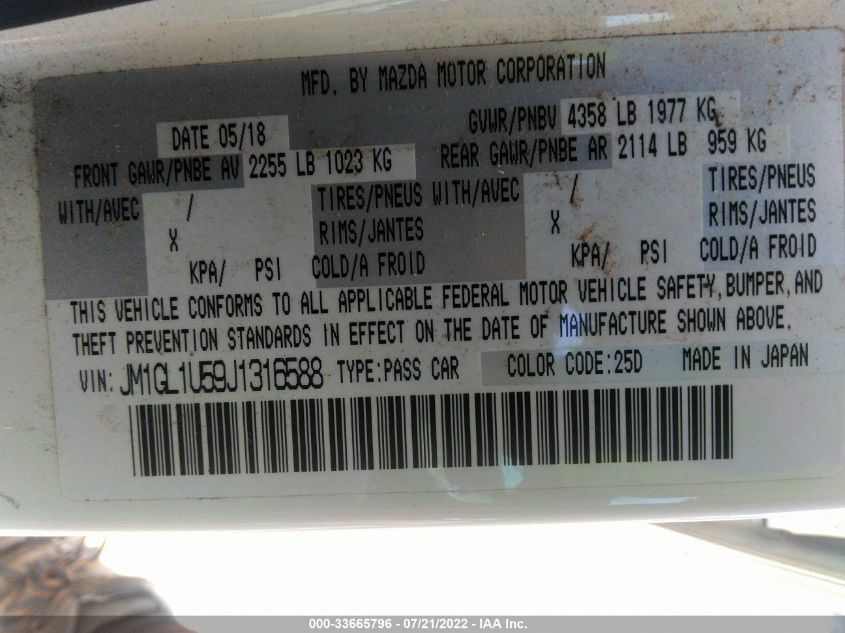 MFD. BY MAZDA MOTOR CORPORATION
DATE 05/18 GVWR/PNBV 4358 LB 1977 KG
FRONT GAWR/PNBE AV 2255 LB 1023 KG REAR GAWR/PNBE AR 2114 LB 959 KG
WITH/AVEC / TIRES/PNEUS WITH/AVEC / TIRES/PNEUS
X RIMS/JANTES X RIMS/JANTES
KPA/ PSI COLD/A FROID KPA/ PSI COLD/A FROID
THIS VEHICLE CONFORMS TO ALL APPLICABLE FEDERAL MOTOR VEHICLE SAFETY, BUMPER, AND
THEFT PREVENTION STANDARDS IN EFFECT ON THE DATE OF MANUFACTURE SHOWN ABOVE.
VIN: JM1GL1U59J1316588 TYPE:PASS CAR COLOR CODE:25D MADE IN JAPAN
000-33665796 - 07/21/2022 - IAA Inc.